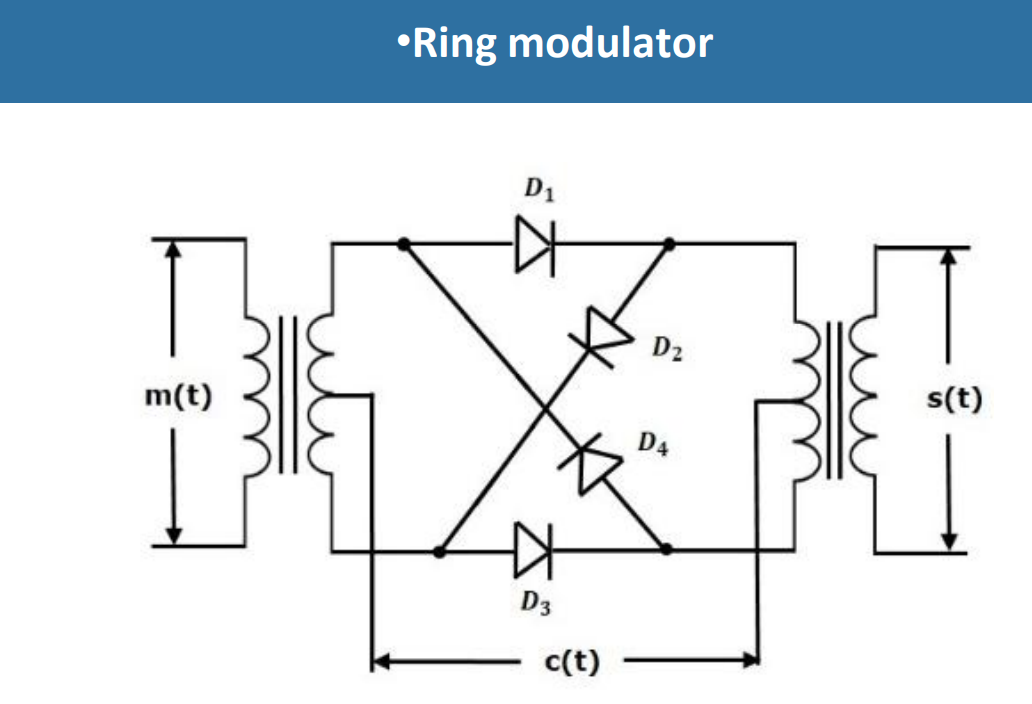 •Ring modulator
D₁
D₂
m(t)
s(t)
D₄
D₃
c(t)